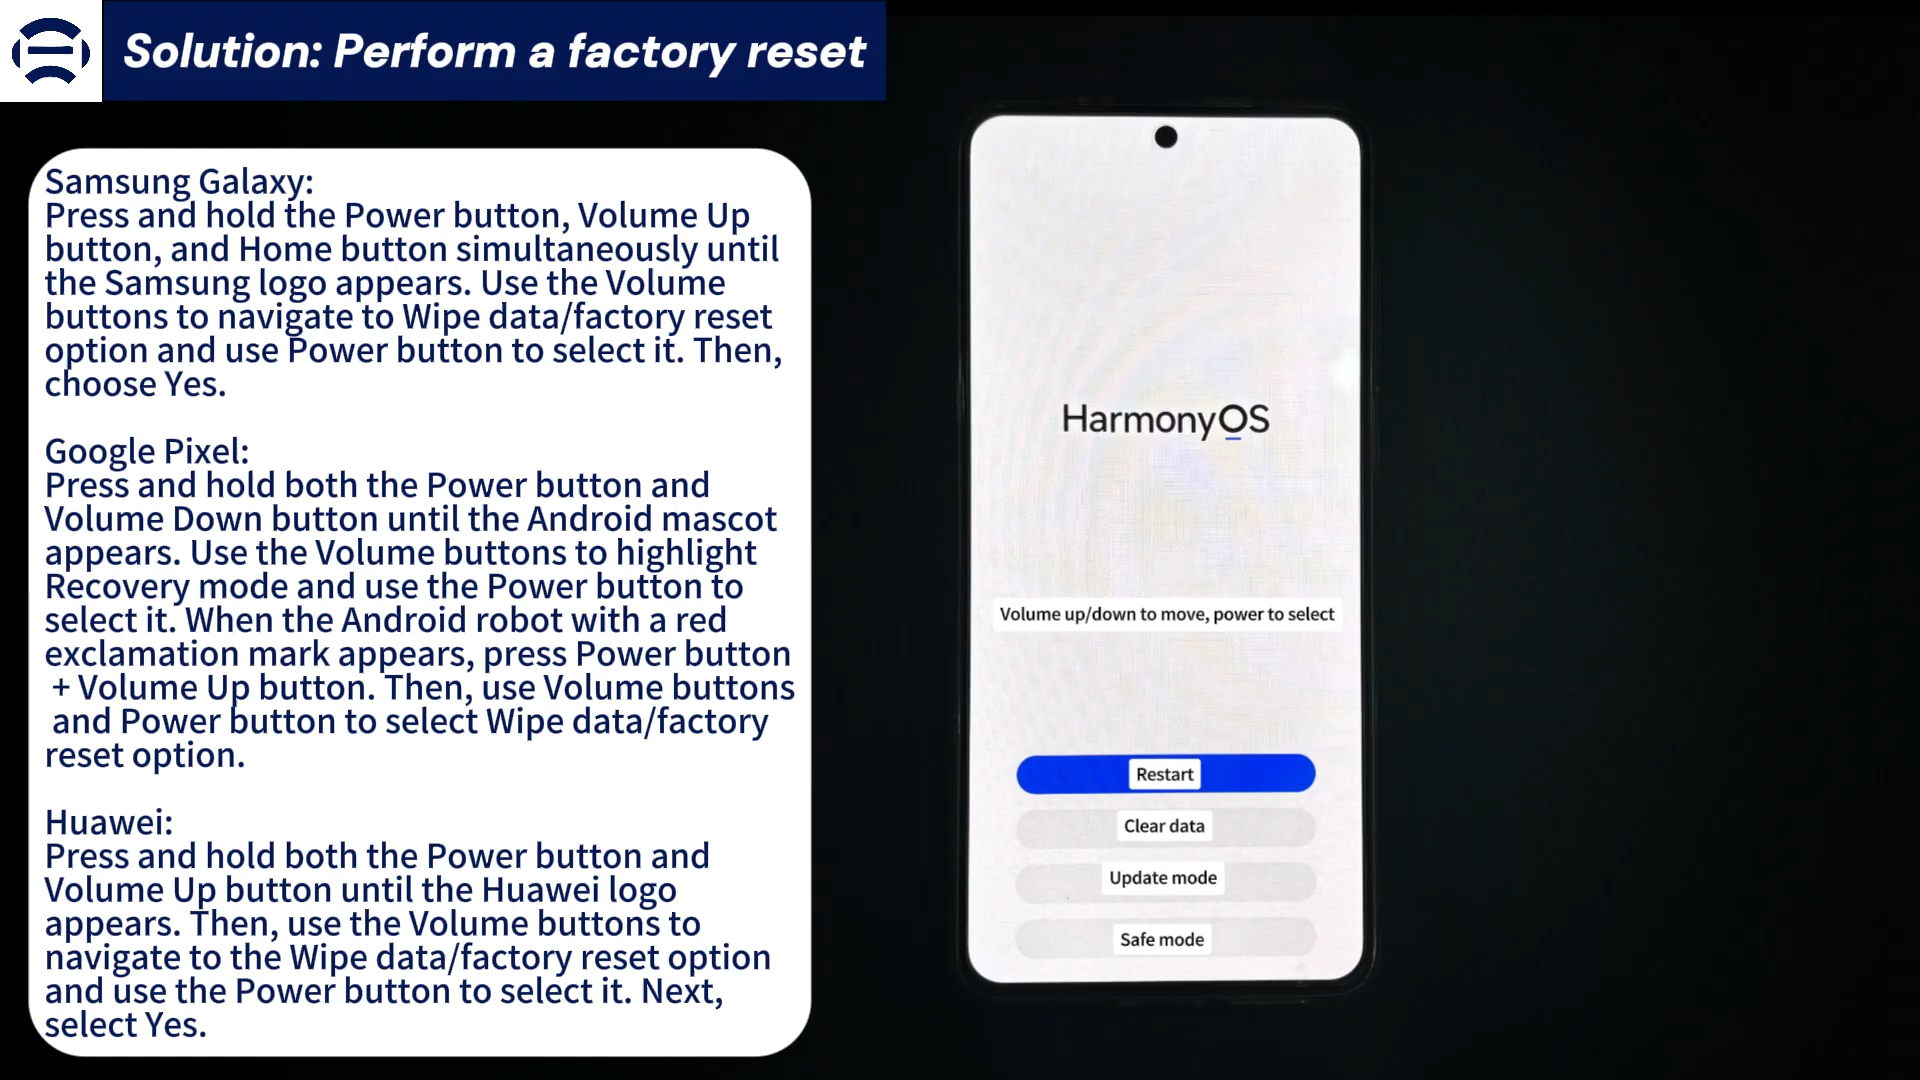 Solution: Perform a factory reset
Samsung Galaxy:
Press and hold the Power button, Volume Up
button, and Home button simultaneously until
the Samsung logo appears. Use the Volume
buttons to navigate to Wipe data/factory reset
option and use Power button to select it. Then,
choose Yes.
Google Pixel:
Press and hold both the Power button and
Volume Down button until the Android mascot
appears. Use the Volume buttons to highlight
Recovery mode and use the Power button to
select it. When the Android robot with a red
exclamation mark appears, press Power button
+ Volume Up button. Then, use Volume buttons
and Power button to select Wipe data/factory
reset option.
Huawei:
Press and hold both the Power button and
Volume Up button until the Huawei logo
appears. Then, use the Volume buttons to
navigate to the Wipe data/factory reset option
and use the Power button to select it. Next,
select Yes.
HarmonyOS
Volume up/down to move, power to select
Restart
Clear data
Update mode
Safe mode